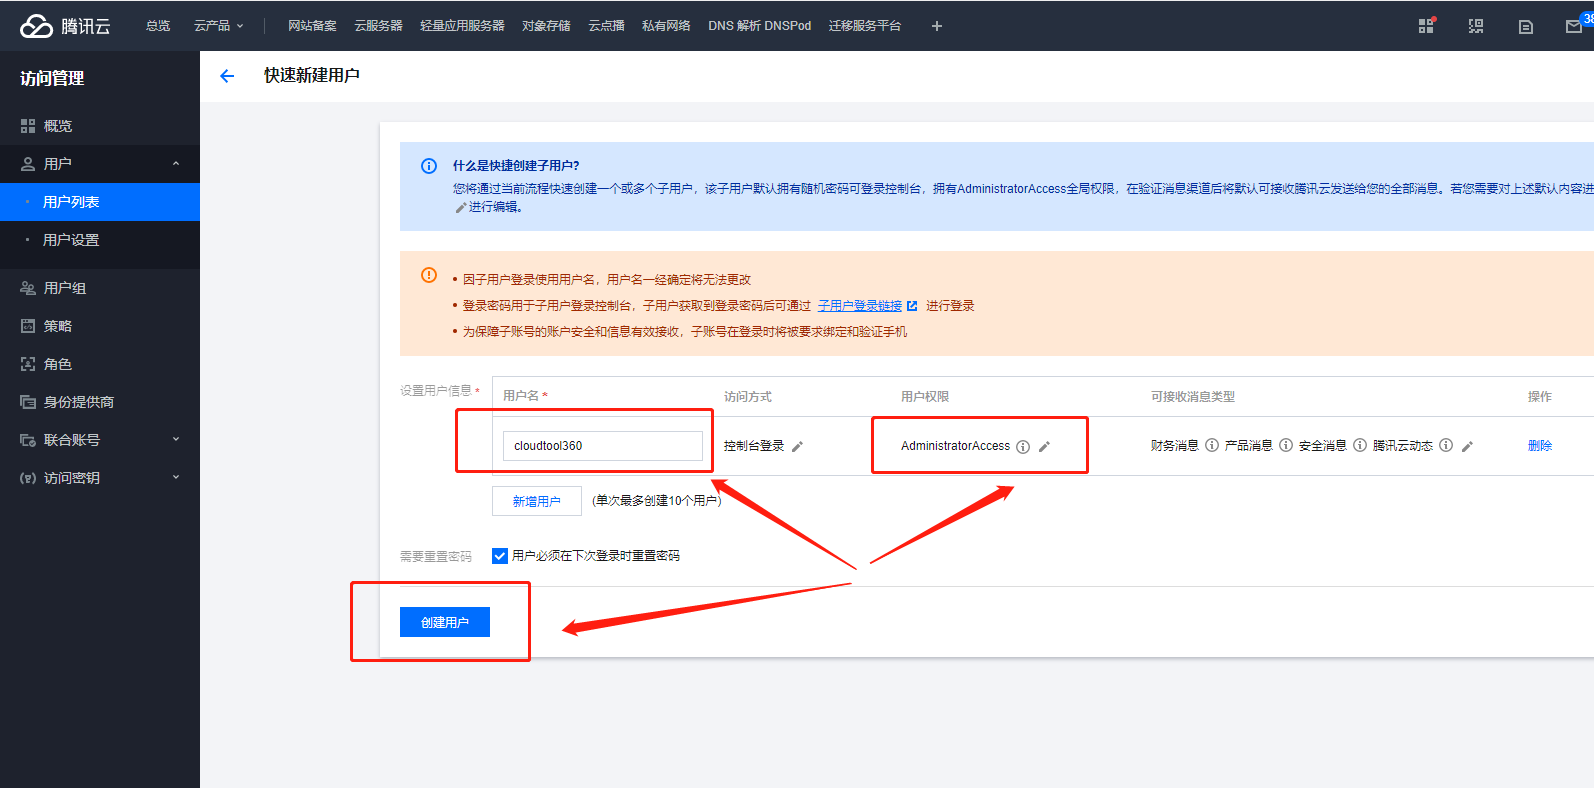 腾讯云 总览 云产品 网站备案 云服务器 轻量应用服务器 对象存储 云点播 私有网络 DNS 解析 DNSPod 迁移服务平台 + 38
访问管理
快速新建用户
概览
用户
用户列表
用户设置
用户组
策略
角色
身份提供商
联合账号
访问密钥
什么是快捷创建子用户?
您将通过当前流程快速创建一个或多个子用户，该子用户默认拥有随机密码可登录控制台，拥有AdministratorAccess全局权限，在验证消息渠道后将默认可接收腾讯云发送给您的全部消息。若您需要对上述默认内容进
进行编辑。
• 因子用户登录使用用户名，用户名一经确定将无法更改
• 登录密码用于子用户登录控制台，子用户获取到登录密码后可通过 子用户登录链接 进行登录
• 为保障子账号的账户安全和信息有效接收，子账号在登录时将被要求绑定和验证手机
设置用户信息 *
用户名 * 访问方式 用户权限 可接收消息类型 操作
cloudtool360 控制台登录 AdministratorAccess 财务消息 产品消息 安全消息 腾讯云动态 删除
新增用户 (单次最多创建10个用户)
需要重置密码 用户必须在下次登录时重置密码
创建用户